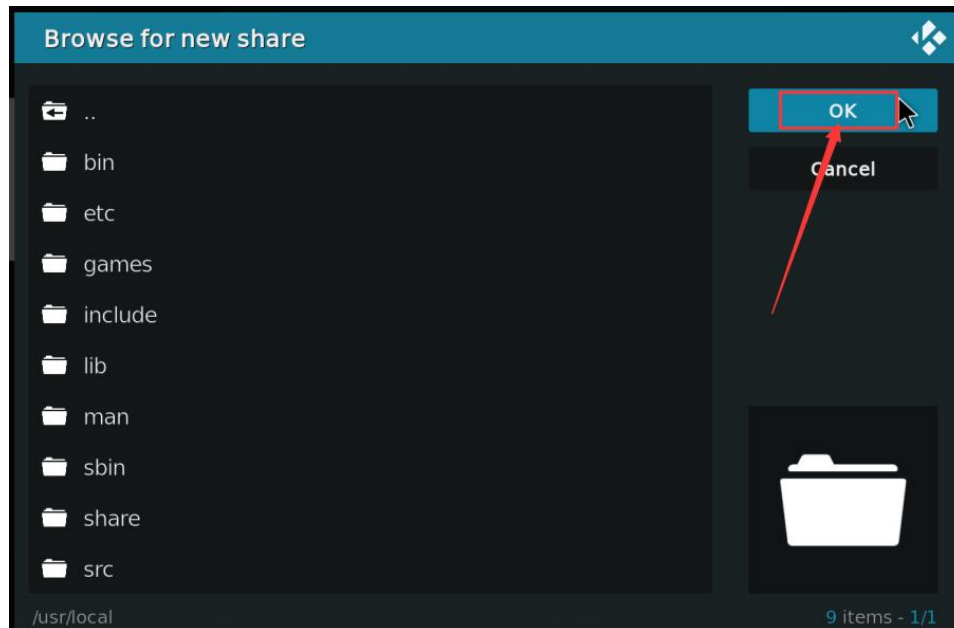 Browse for new share
..
OK
bin
Cancel
etc
games
include
lib
man
sbin
share
src
/usr/local
9 items - 1/1